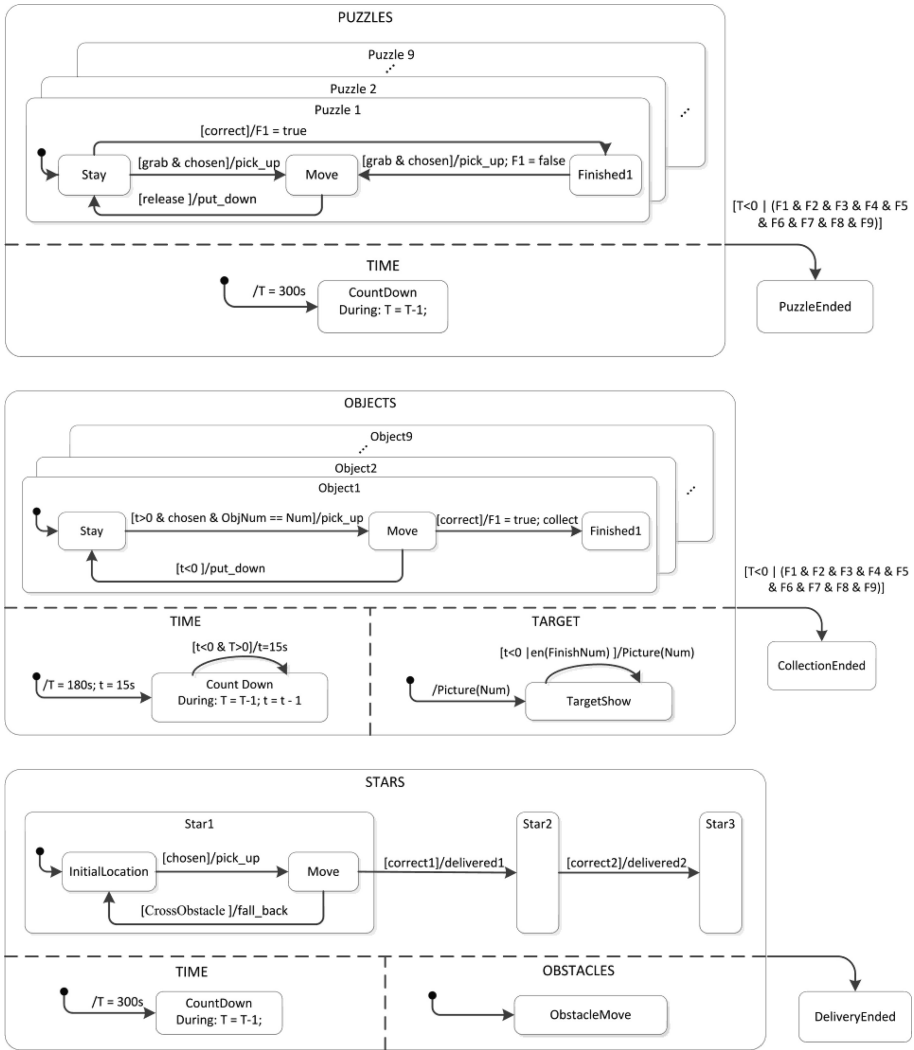 PUZZLES
Puzzle 9
Puzzle 2
Puzzle 1
[correct]/F1 = true
[grab & chosen]/pick_up
[grab & chosen]/pick_up; F1 = false
Stay
Move
Finished1
[release ]/put_down
[T<0 | (F1 & F2 & F3 & F4 & F5
& F6 & F7 & F8 & F9)]
TIME
/T = 300s
CountDown
During: T = T-1;
PuzzleEnded
OBJECTS
Object9
Object2
Object1
[t>0 & chosen & ObjNum == Num]/pick_up
[correct]/F1 = true; collect
Stay
Move
Finished1
[t<0 ]/put_down
[T<0 | (F1 & F2 & F3 & F4 & F5
& F6 & F7 & F8 & F9)]
TIME
[t<0 & T>0]/t=15s
/T = 180s; t = 15s
Count Down
During: T = T-1; t = t - 1
TARGET
[t<0 |en(FinishNum) ]/Picture(Num)
/Picture(Num)
TargetShow
CollectionEnded
STARS
Star1
Star2
Star3
[chosen]/pick_up
[correct1]/delivered1
[correct2]/delivered2
InitialLocation
Move
[CrossObstacle ]/fall_back
TIME
/T = 300s
CountDown
During: T = T-1;
OBSTACLES
ObstacleMove
DeliveryEnded